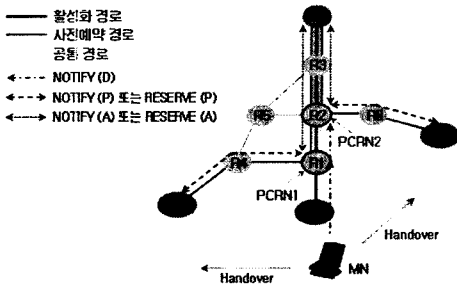 활성화 경로
사전예약 경로
공통 경로
NOTIFY (D)
NOTIFY (P) 또는 RESERVE (P)
NOTIFY (A) 또는 RESERVE (A)
R3
R5
R2
R6
PCRN2
R4
R1
PCRN1
Handover
MN
Handover